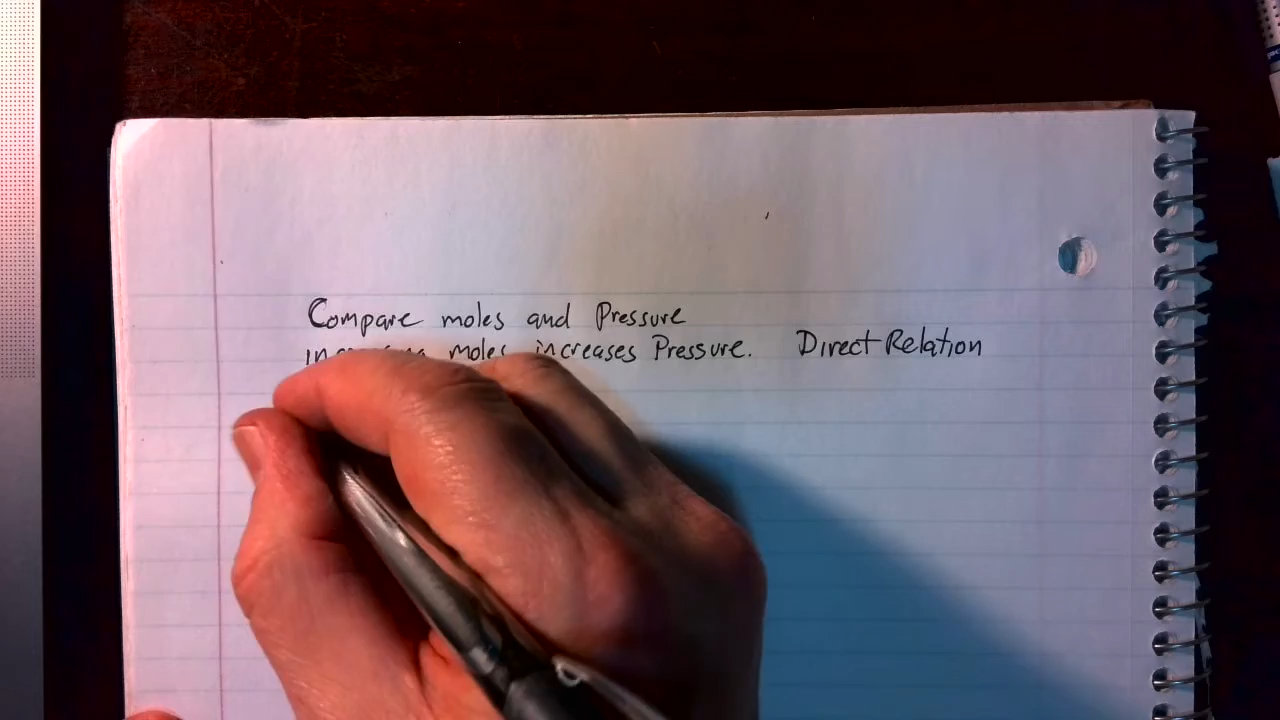 Compare moles and Pressure
moles increases Pressure. Direct Relation